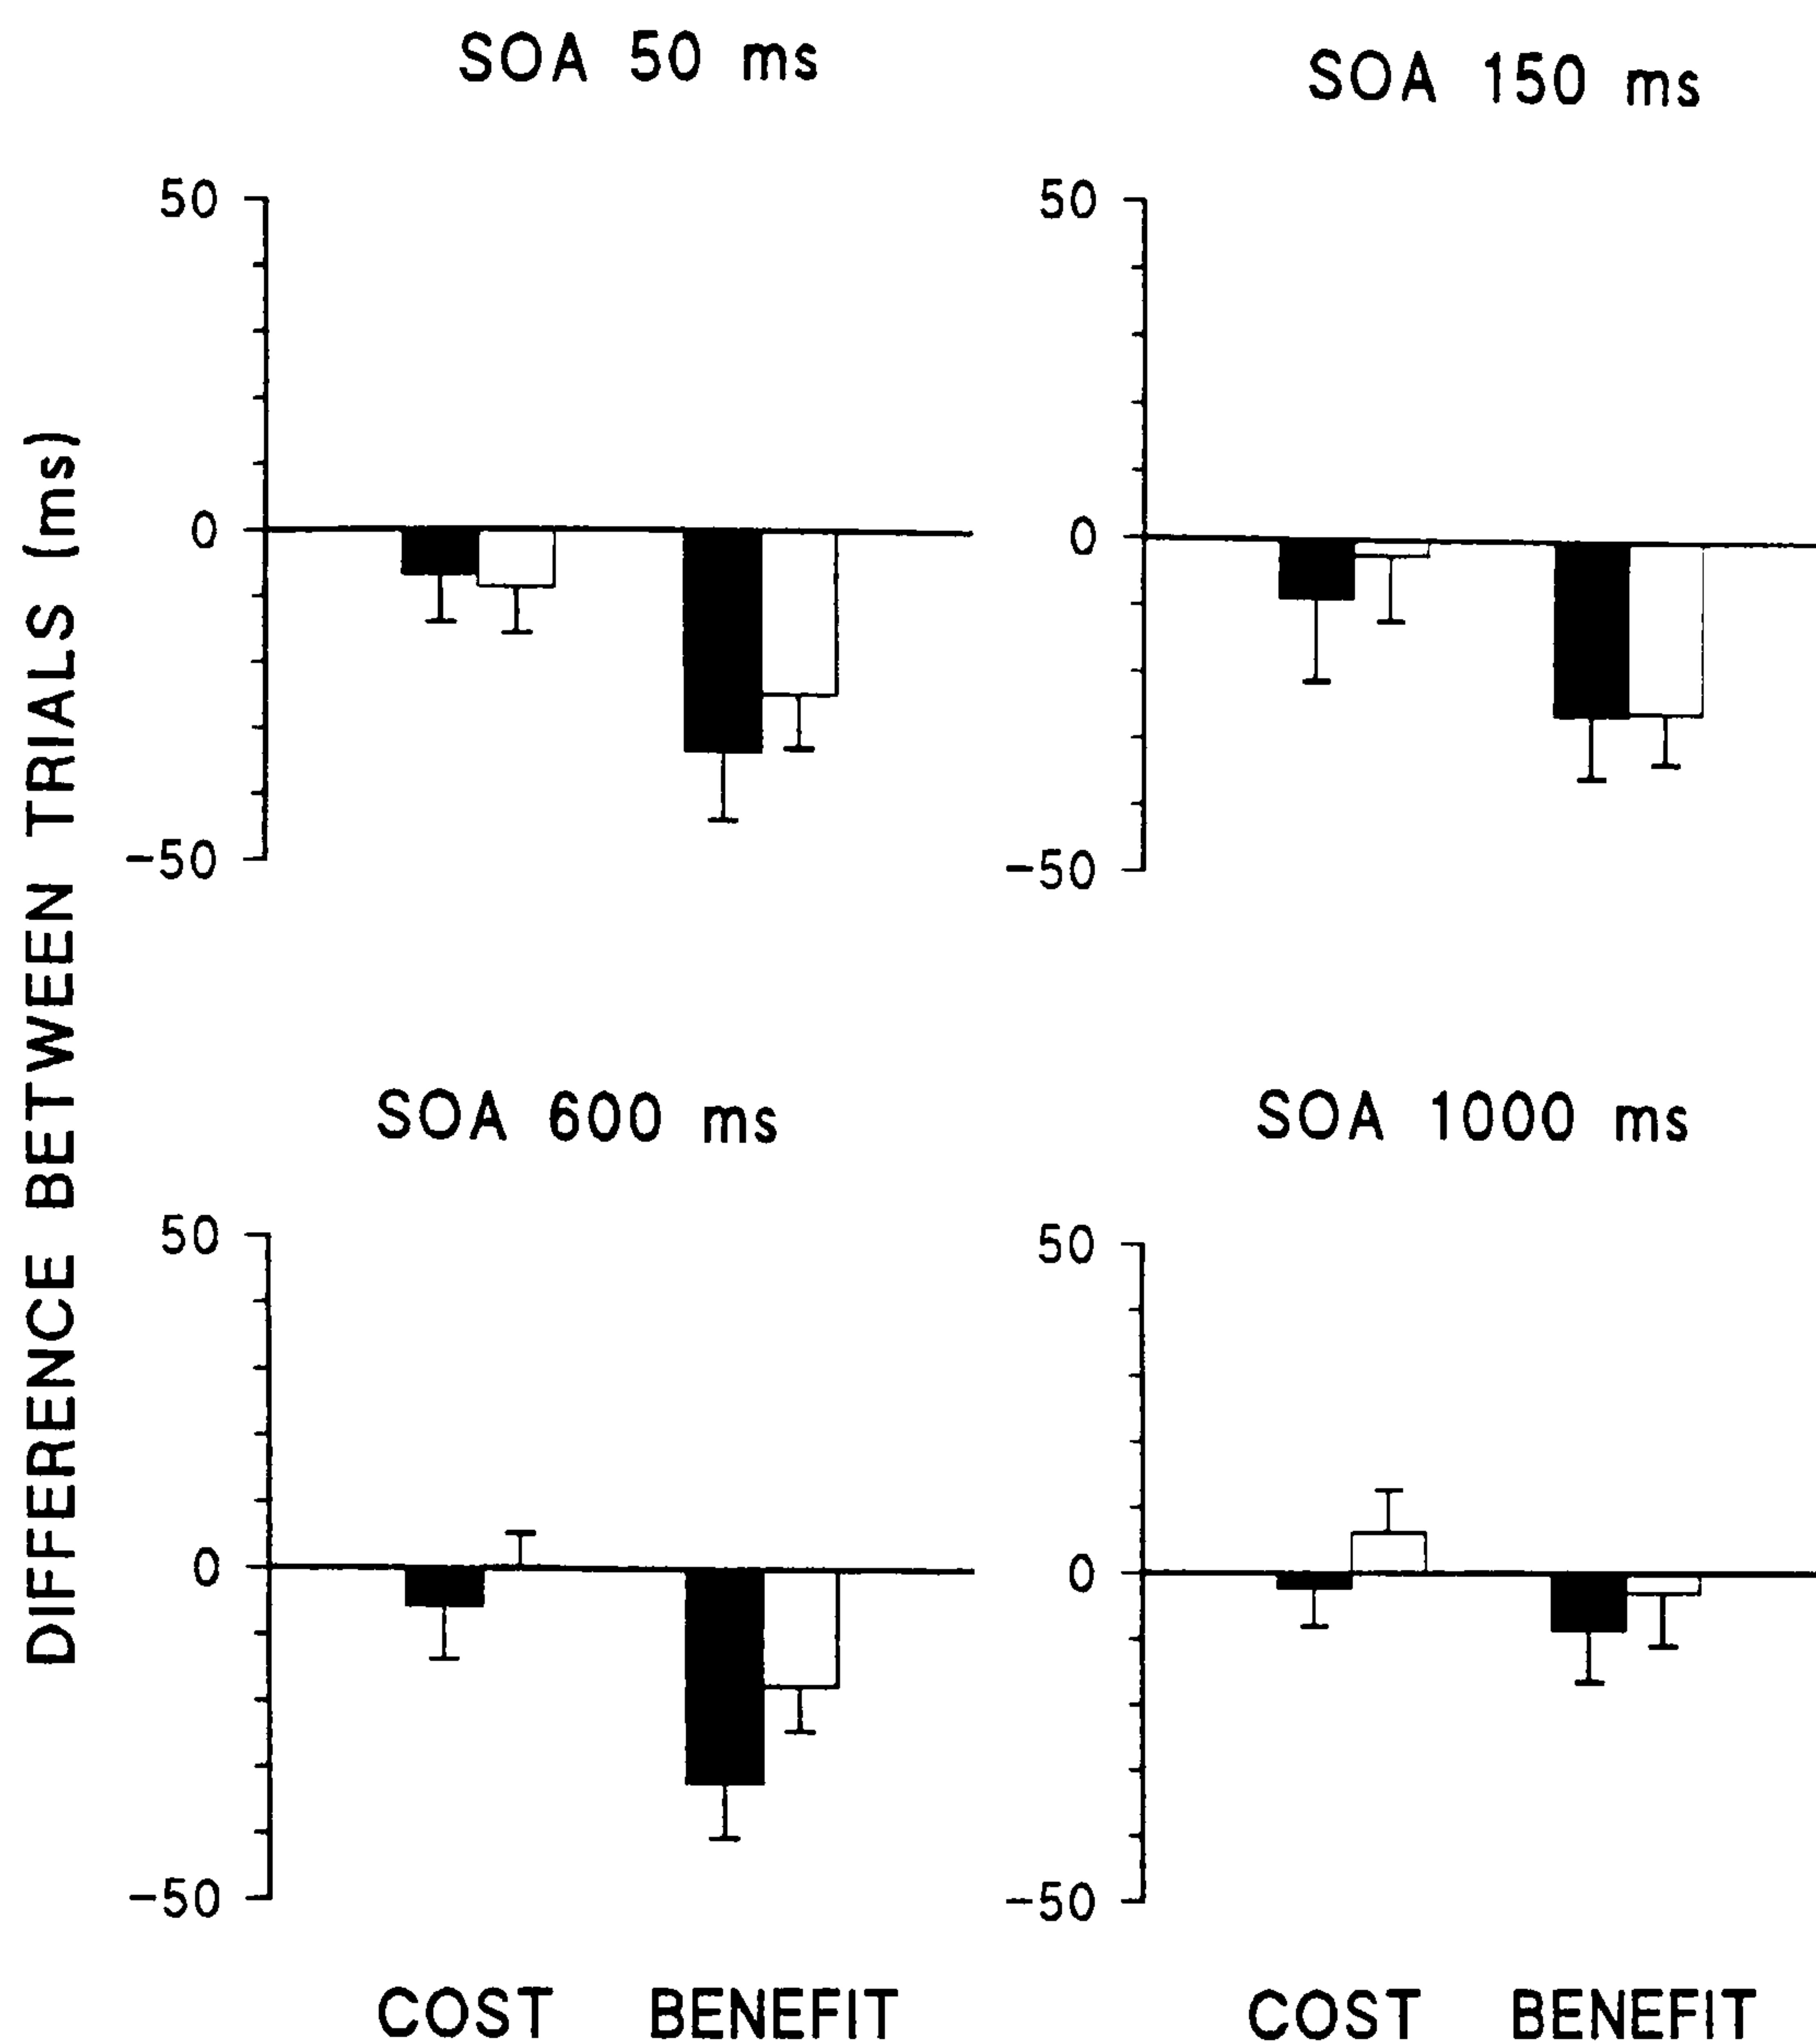 SOA 50 ms
SOA 150 ms
50
0
-50
50
0
-50
DIFFERENCE BETWEEN TRIALS (ms)
SOA 600 ms
SOA 1000 ms
50
0
-50
50
0
-50
COST BENEFIT
COST BENEFIT